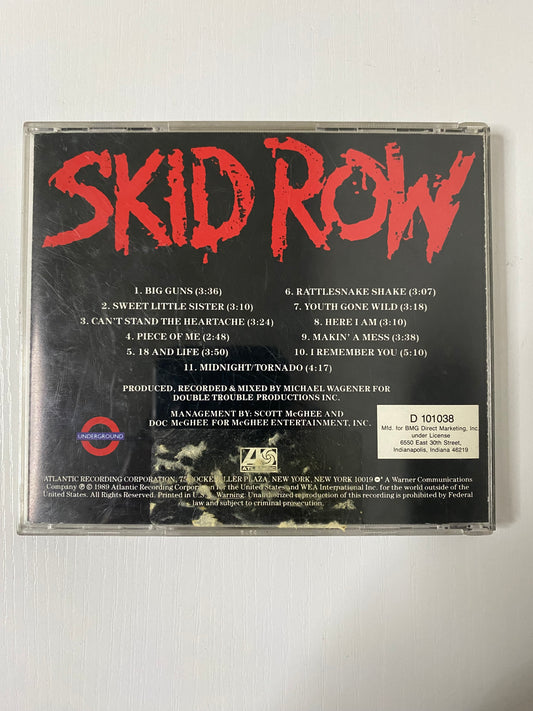 SKID ROW
1. BIG GUNS (3:36)
2. SWEET LITTLE SISTER (3:10)
3. CAN'T STAND THE HEARTACHE (3:24)
4. PIECE OF ME (2:48)
5. 18 AND LIFE (3:50)
6. RATTLESNAKE SHAKE (3:07)
7. YOUTH GONE WILD (3:18)
8. HERE I AM (3:10)
9. MAKIN' A MESS (3:38)
10. I REMEMBER YOU (5:10)
11. MIDNIGHT/TORNADO (4:17)
PRODUCED, RECORDED & MIXED BY MICHAEL WAGENER FOR
DOUBLE TROUBLE PRODUCTIONS INC.
MANAGEMENT BY: SCOTT McGHEE AND
DOC McGHEE FOR McGHEE ENTERTAINMENT, INC.
UNDERGROUND
ATLANTIC
D 101038
Mfd. for BMG Direct Marketing, Inc.
under License
6550 East 30th Street,
Indianapolis, Indiana 46219
ATLANTIC RECORDING CORPORATION, 75 ROCKEFELLER PLAZA, NEW YORK, NEW YORK 10019 A Warner Communications
Company ℗ © 1989 Atlantic Recording Corporation for the United States and WEA International Inc. for the world outside of the
United States. All Rights Reserved. Printed in U.S. Warning: Unauthorized reproduction of this recording is prohibited by Federal
law and subject to criminal prosecution.